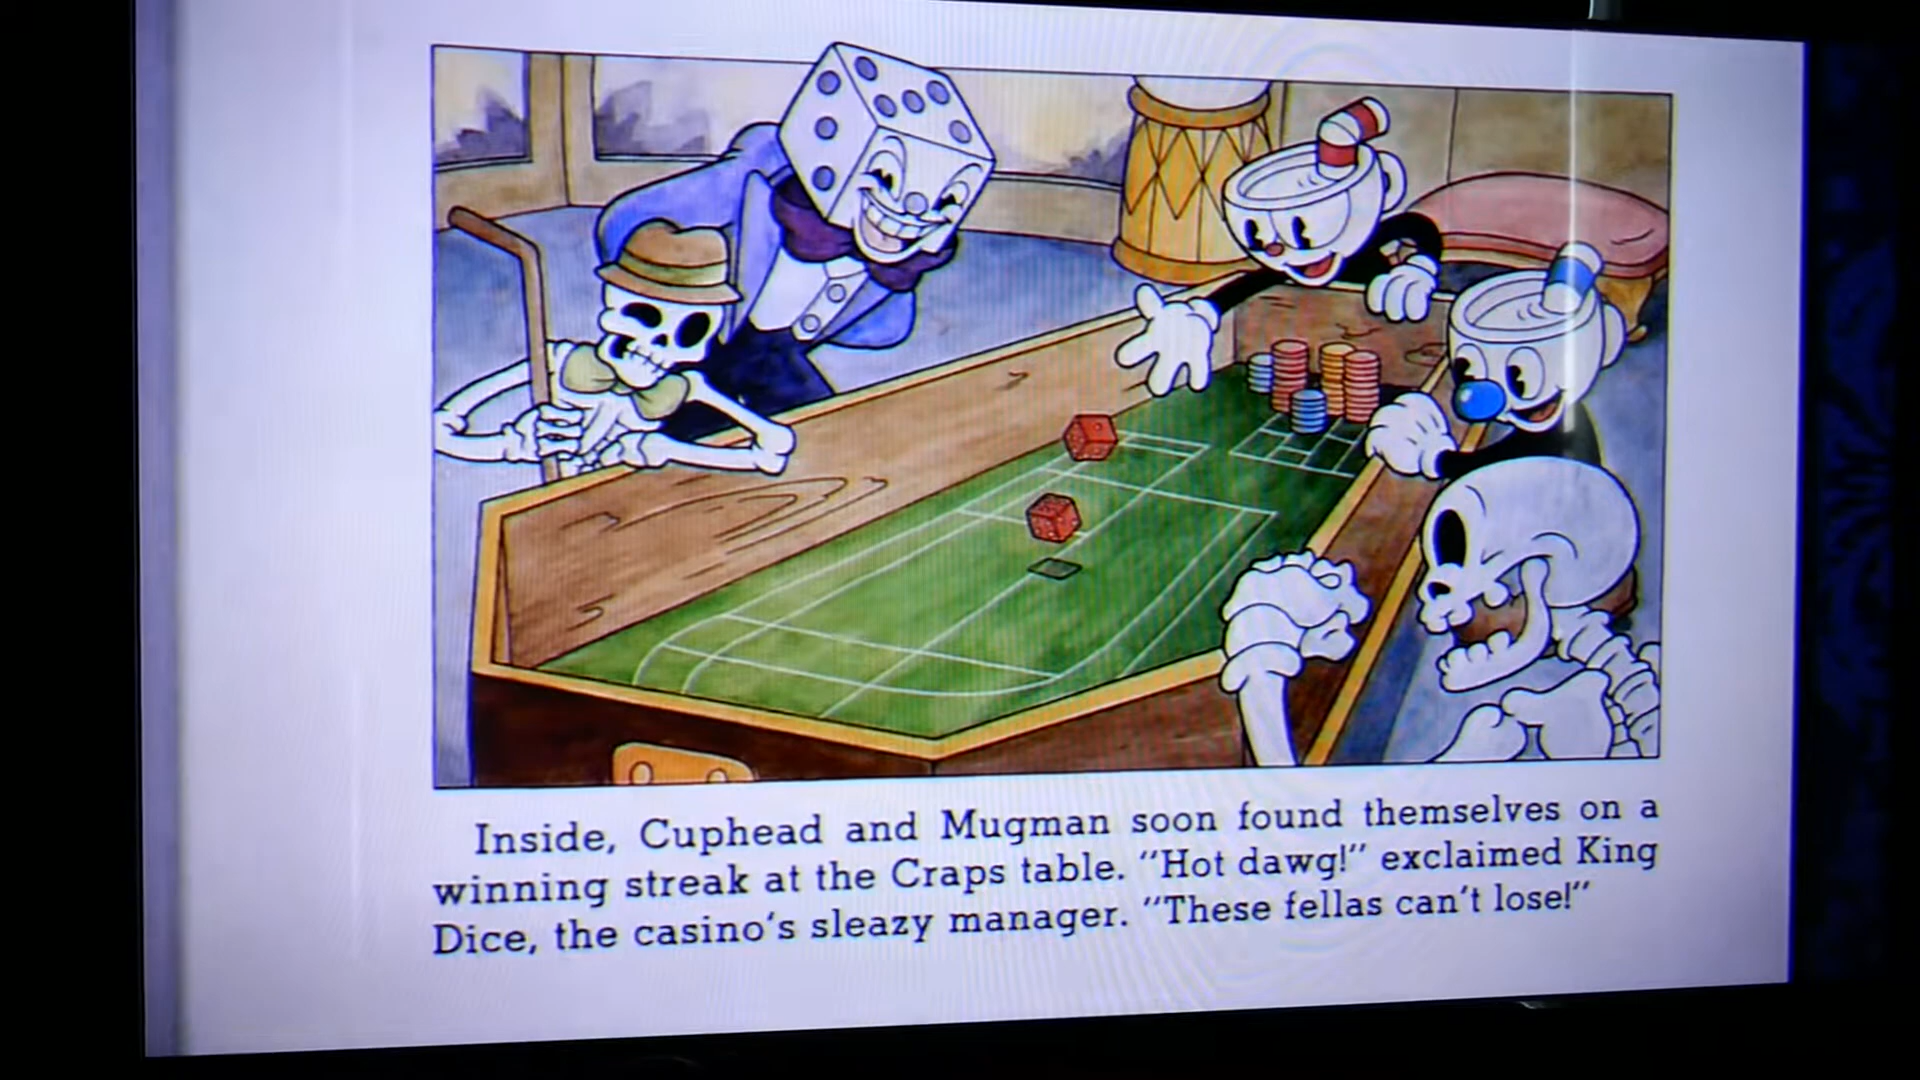 Inside, Cuphead and Mugman soon found themselves on a
winning streak at the Craps table. "Hot dawg!" exclaimed King
Dice, the casino's sleazy manager. "These fellas can't lose!"